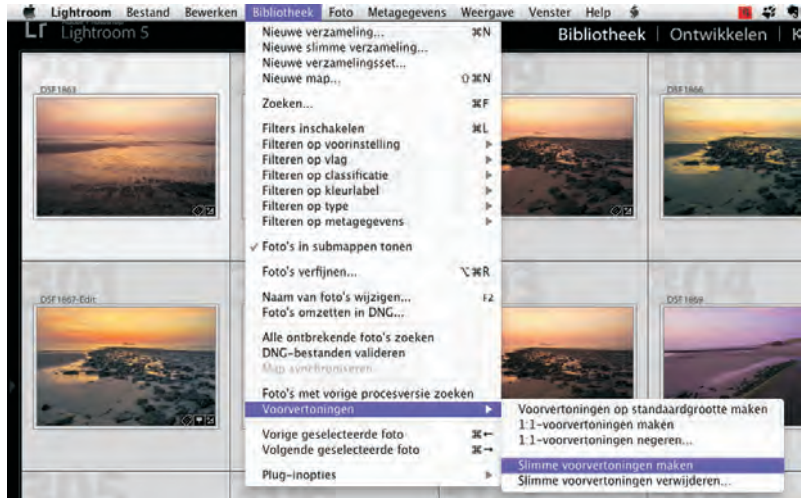 Lightroom Bestand Bewerken Bibliotheek Foto Metagegevens Weergave Venster Help
Lr Lightroom 5
Bibliotheek | Ontwikkelen | K
DSF1863
DSF1866
DSF1867-Edit
DSF1869
Nieuwe verzameling... ⌘N
Nieuwe slimme verzameling...
Nieuwe verzamelingsset...
Nieuwe map... ⇧⌘N
Zoeken... ⌘F
Filters inschakelen ⌘L
Filteren op voorinstelling
Filteren op vlag
Filteren op classificatie
Filteren op kleurlabel
Filteren op type
Filteren op metagegevens
✓ Foto's in submappen tonen
Foto's verfijnen... ⌥⌘R
Naam van foto's wijzigen... F2
Foto's omzetten in DNG...
Alle ontbrekende foto's zoeken
DNG-bestanden valideren
Map synchroniseren
Foto's met vorige procesversie zoeken
Voorvertoningen
Vorige geselecteerde foto ⌘←
Volgende geselecteerde foto ⌘→
Plug-inopties
Voorvertoningen op standaardgrootte maken
1:1-voorvertoningen maken
1:1-voorvertoningen negeren...
Slimme voorvertoningen maken
Slimme voorvertoningen verwijderen...